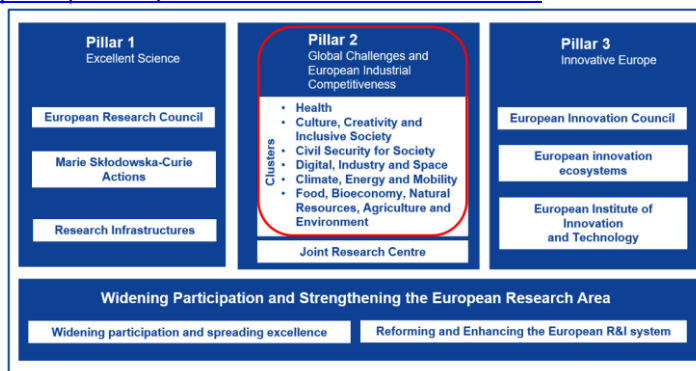 Pillar 1
Excellent Science
European Research Council
Marie Skłodowska-Curie
Actions
Research Infrastructures
Pillar 2
Global Challenges and
European Industrial
Competitiveness
Clusters
• Health
• Culture, Creativity and
Inclusive Society
• Civil Security for Society
• Digital, Industry and Space
• Climate, Energy and Mobility
• Food, Bioeconomy, Natural
Resources, Agriculture and
Environment
Joint Research Centre
Pillar 3
Innovative Europe
European Innovation Council
European innovation
ecosystems
European Institute of
Innovation
and Technology
Widening Participation and Strengthening the European Research Area
Widening participation and spreading excellence
Reforming and Enhancing the European R&I system